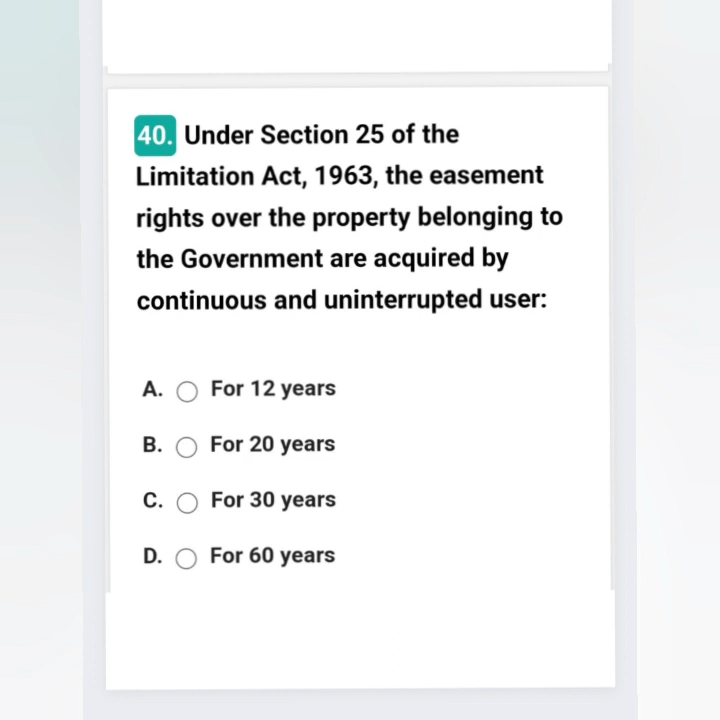 40. Under Section 25 of the
Limitation Act, 1963, the easement
rights over the property belonging to
the Government are acquired by
continuous and uninterrupted user:
A. For 12 years
B. For 20 years
C. For 30 years
D. For 60 years